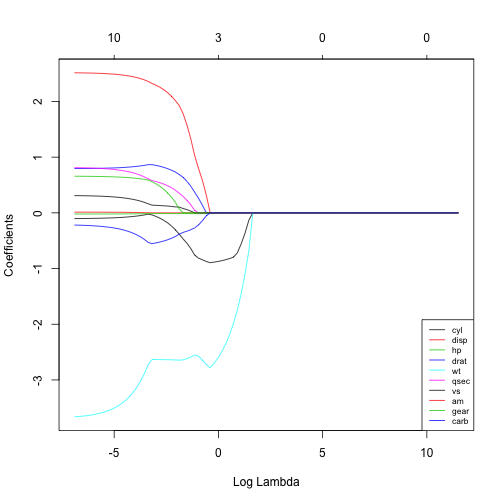 10 3 0 0
2
1
0
-1
-2
-3
Coefficients
cyl
disp
hp
drat
wt
qsec
vs
am
gear
carb
-5 0 5 10
Log Lambda